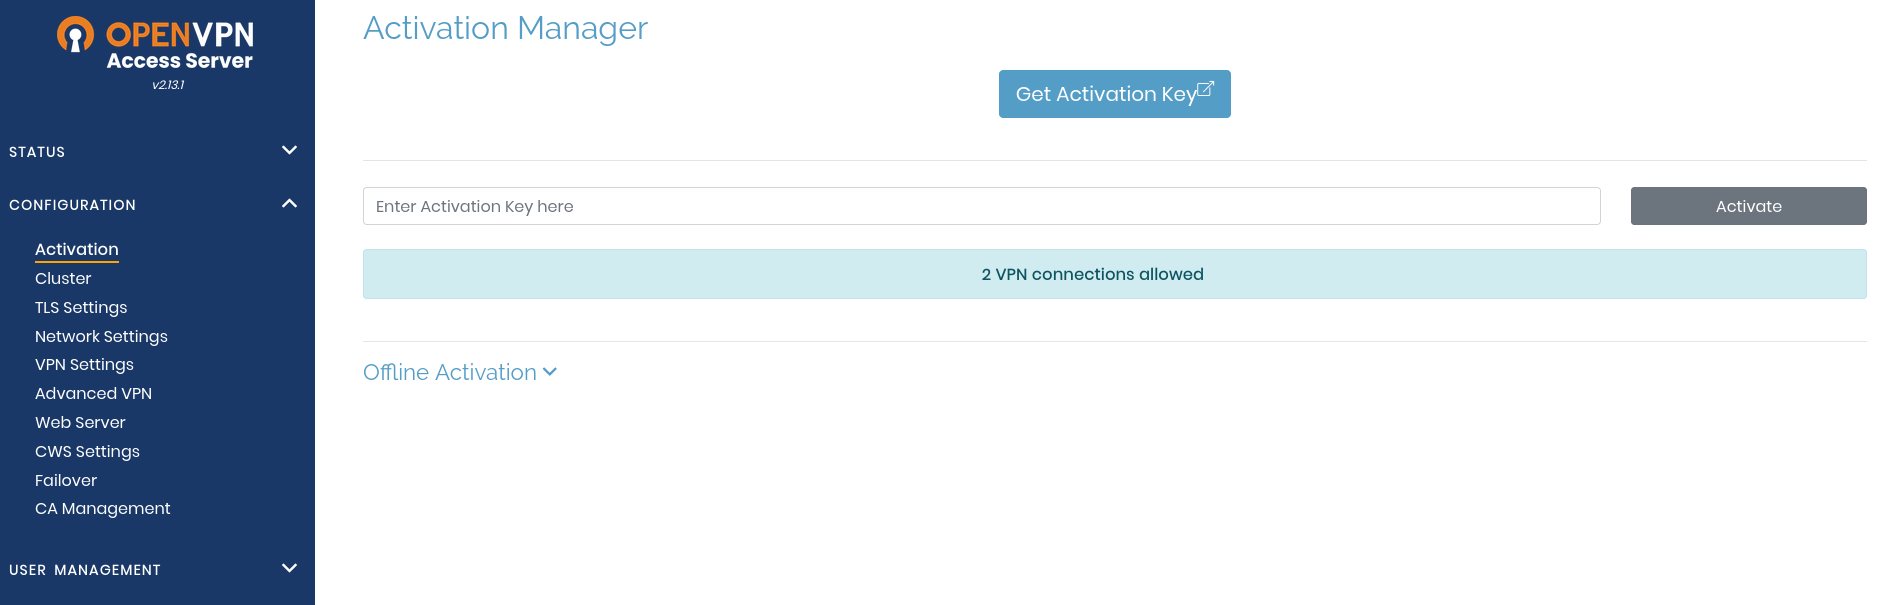 OPENVPN
Access Server
v2.13.1
STATUS
CONFIGURATION
Activation
Cluster
TLS Settings
Network Settings
VPN Settings
Advanced VPN
Web Server
CWS Settings
Failover
CA Management
USER MANAGEMENT
Activation Manager
Get Activation Key
Enter Activation Key here
Activate
2 VPN connections allowed
Offline Activation